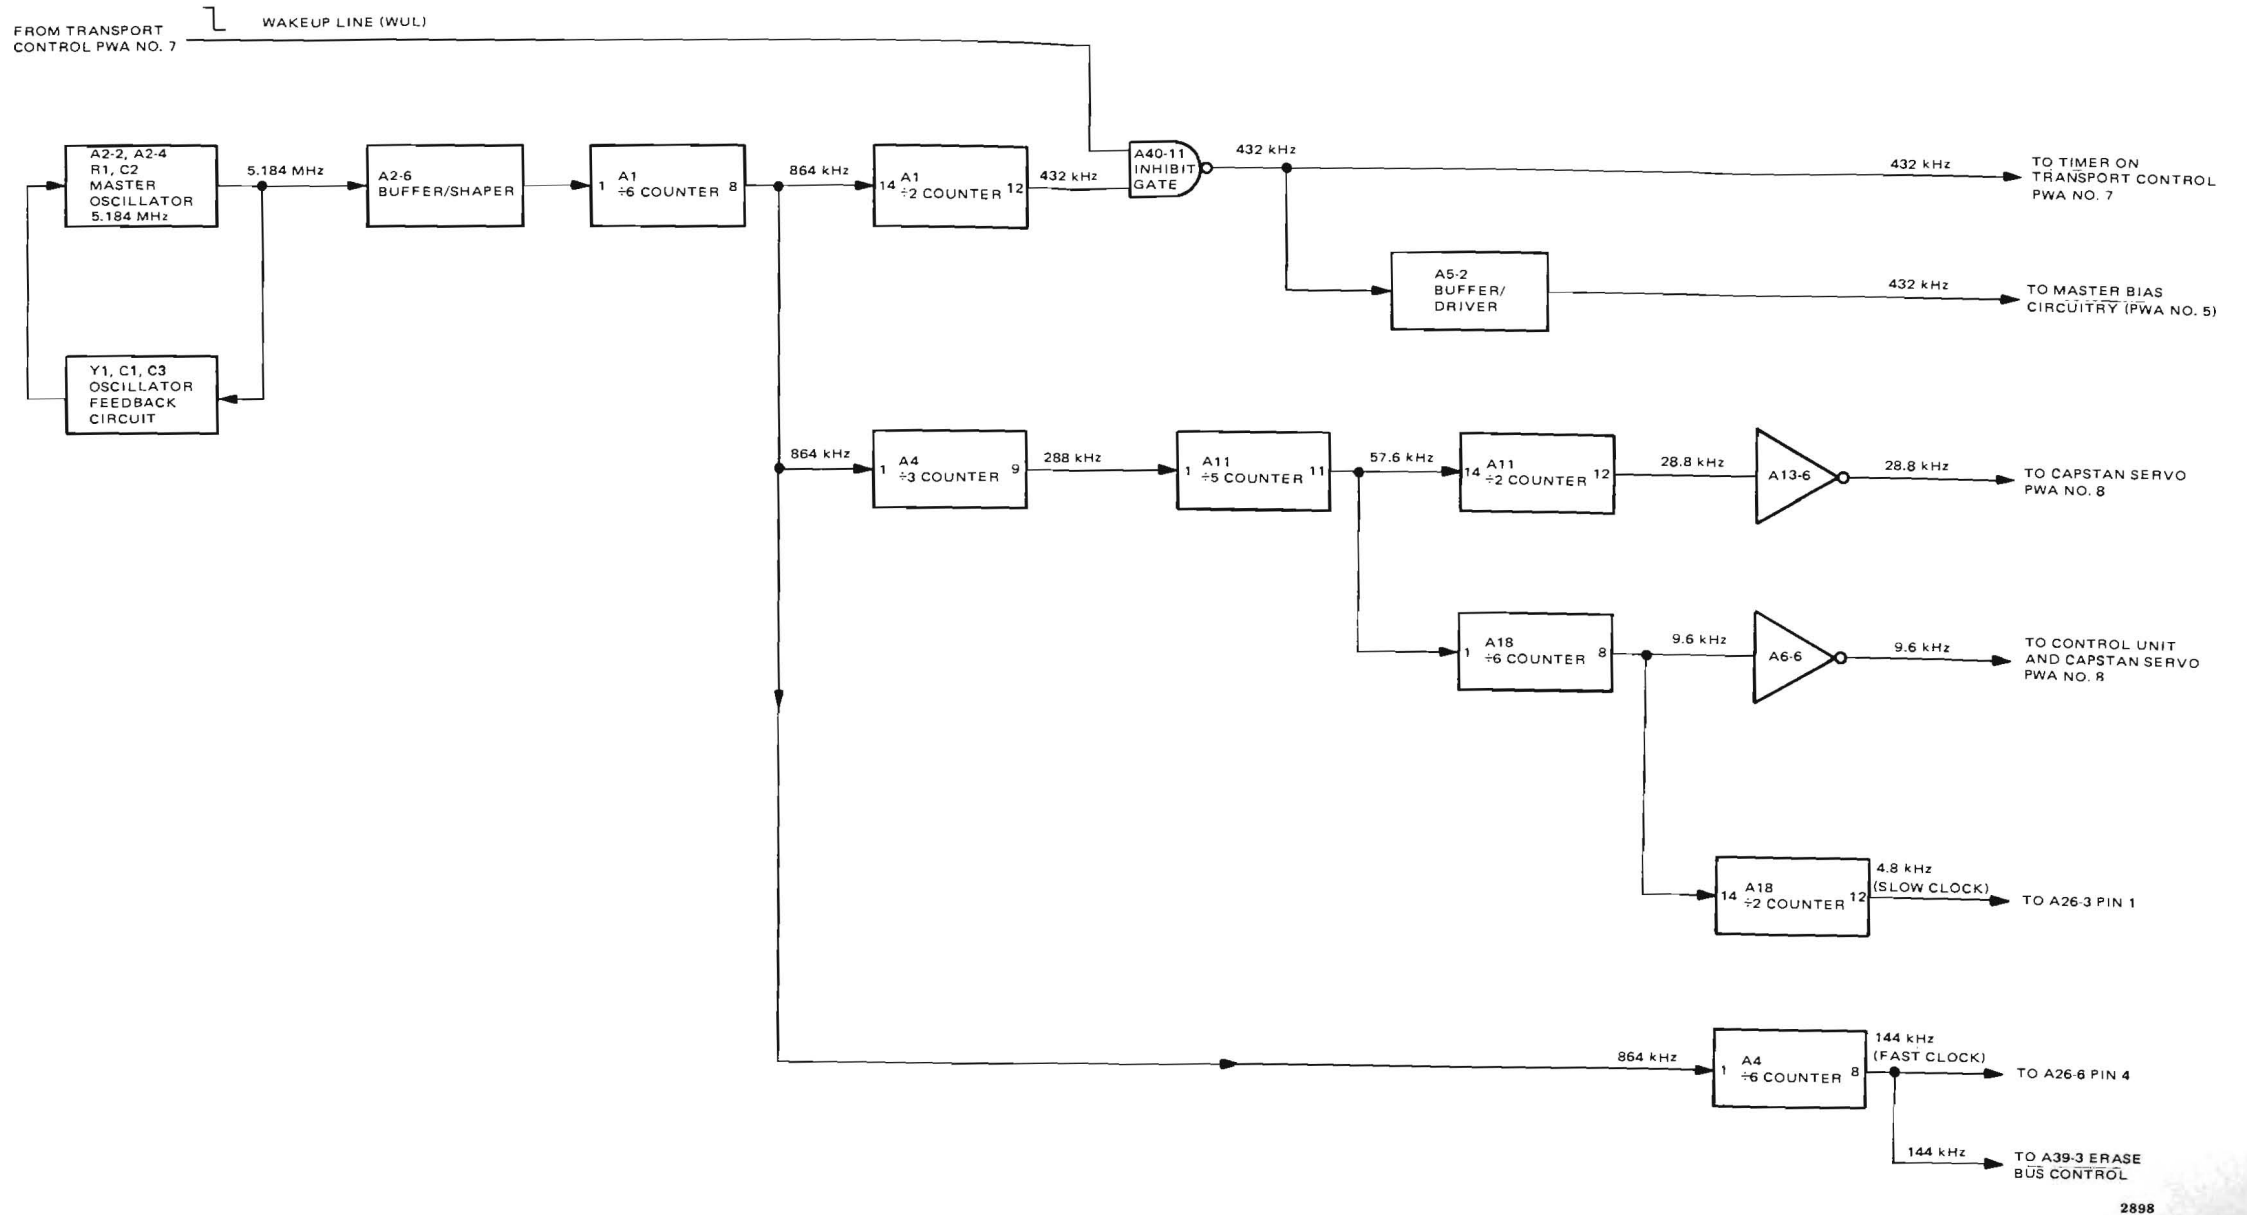 FROM TRANSPORT
CONTROL PWA NO. 7
WAKEUP LINE (WUL)
A2-2, A2-4
R1, C2
MASTER
OSCILLATOR
5.184 MHz
5.184 MHz
A2-6
BUFFER/SHAPER
1
A1
÷6 COUNTER
8
864 kHz
14
A1
÷2 COUNTER
12
432 kHz
A40-11
INHIBIT
GATE
432 kHz
432 kHz
TO TIMER ON
TRANSPORT CONTROL
PWA NO. 7
A5-2
BUFFER/
DRIVER
432 kHz
TO MASTER BIAS
CIRCUITRY (PWA NO. 5)
Y1, C1, C3
OSCILLATOR
FEEDBACK
CIRCUIT
864 kHz
1
A4
÷3 COUNTER
9
288 kHz
1
A11
÷5 COUNTER
11
57.6 kHz
14
A11
÷2 COUNTER
12
28.8 kHz
A13-6
28.8 kHz
TO CAPSTAN SERVO
PWA NO. 8
1
A18
÷6 COUNTER
8
9.6 kHz
A6-6
9.6 kHz
TO CONTROL UNIT
AND CAPSTAN SERVO
PWA NO. 8
14
A18
÷2 COUNTER
12
4.8 kHz
(SLOW CLOCK)
TO A26-3 PIN 1
864 kHz
1
A4
÷6 COUNTER
8
144 kHz
(FAST CLOCK)
TO A26-6 PIN 4
144 kHz
TO A39-3 ERASE
BUS CONTROL
2898